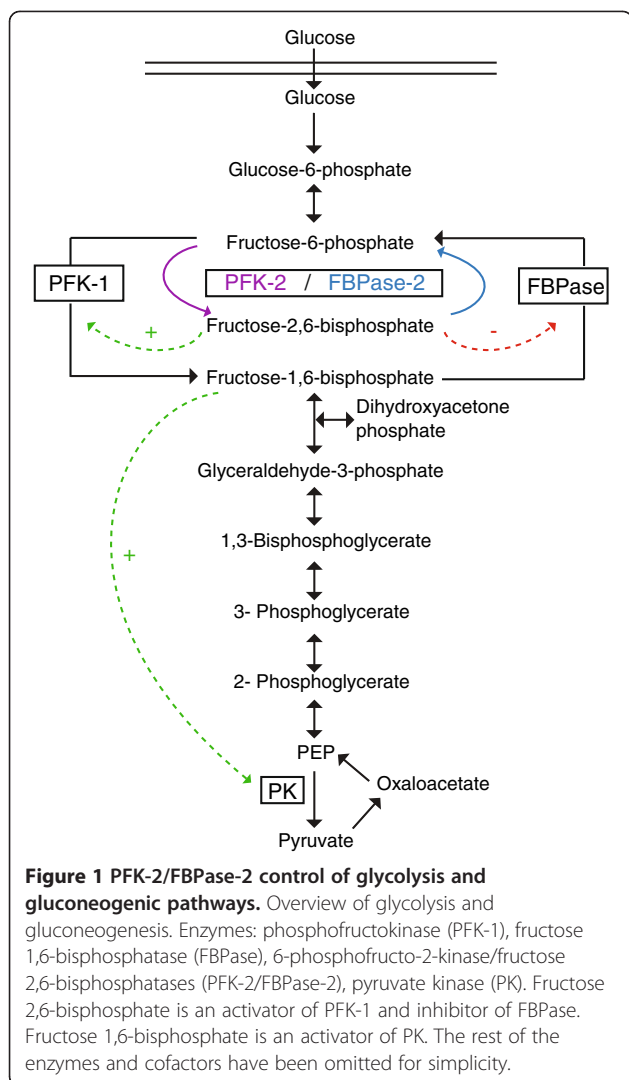 Glucose
Glucose
Glucose-6-phosphate
Fructose-6-phosphate
PFK-1
PFK-2 / FBPase-2
FBPase
Fructose-2,6-bisphosphate
+
-
Fructose-1,6-bisphosphate
Dihydroxyacetone
phosphate
Glyceraldehyde-3-phosphate
+
1,3-Bisphosphoglycerate
3- Phosphoglycerate
2- Phosphoglycerate
PEP
PK
Oxaloacetate
Pyruvate
Figure 1 PFK-2/FBPase-2 control of glycolysis and
gluconeogenic pathways. Overview of glycolysis and
gluconeogenesis. Enzymes: phosphofructokinase (PFK-1), fructose
1,6-bisphosphatase (FBPase), 6-phosphofructo-2-kinase/fructose
2,6-bisphosphatases (PFK-2/FBPase-2), pyruvate kinase (PK). Fructose
2,6-bisphosphate is an activator of PFK-1 and inhibitor of FBPase.
Fructose 1,6-bisphosphate is an activator of PK. The rest of the
enzymes and cofactors have been omitted for simplicity.